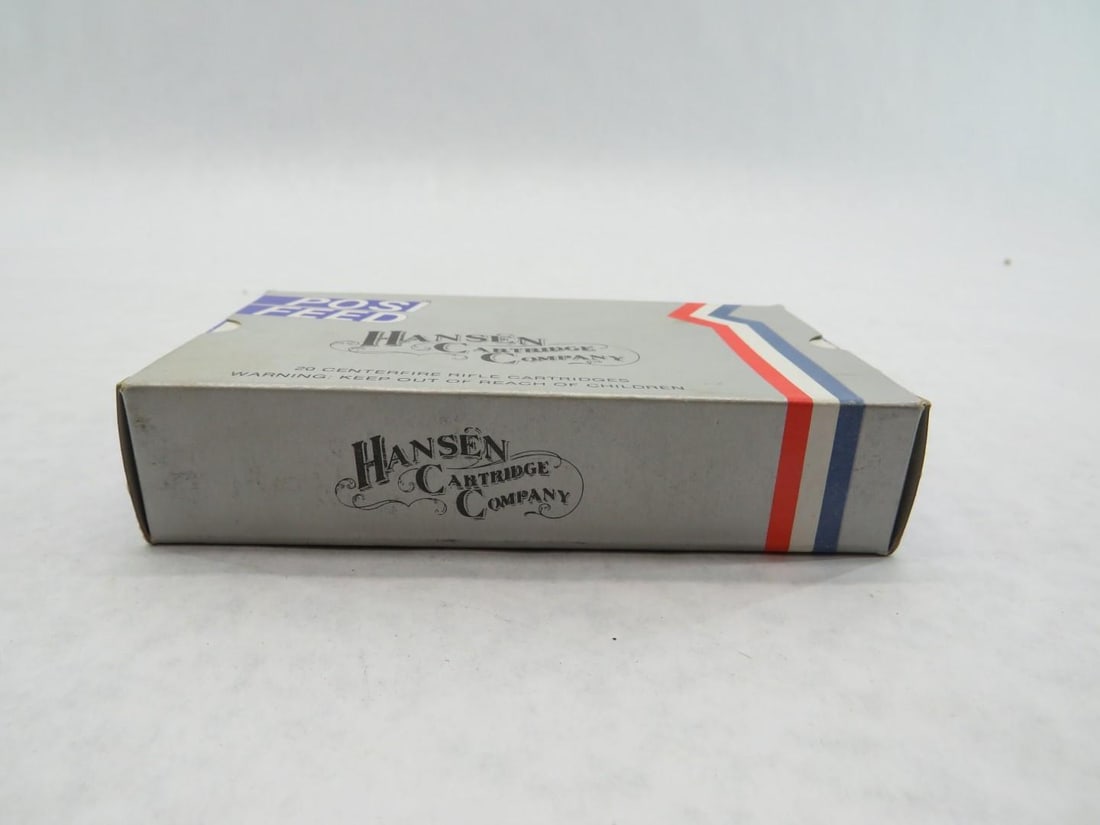 POSI
FEED
HANSEN
CARTRIDGE
COMPANY
20 CENTERFIRE RIFLE CARTRIDGES
WARNING: KEEP OUT OF REACH OF CHILDREN
HANSEN
CARTRIDGE
COMPANY